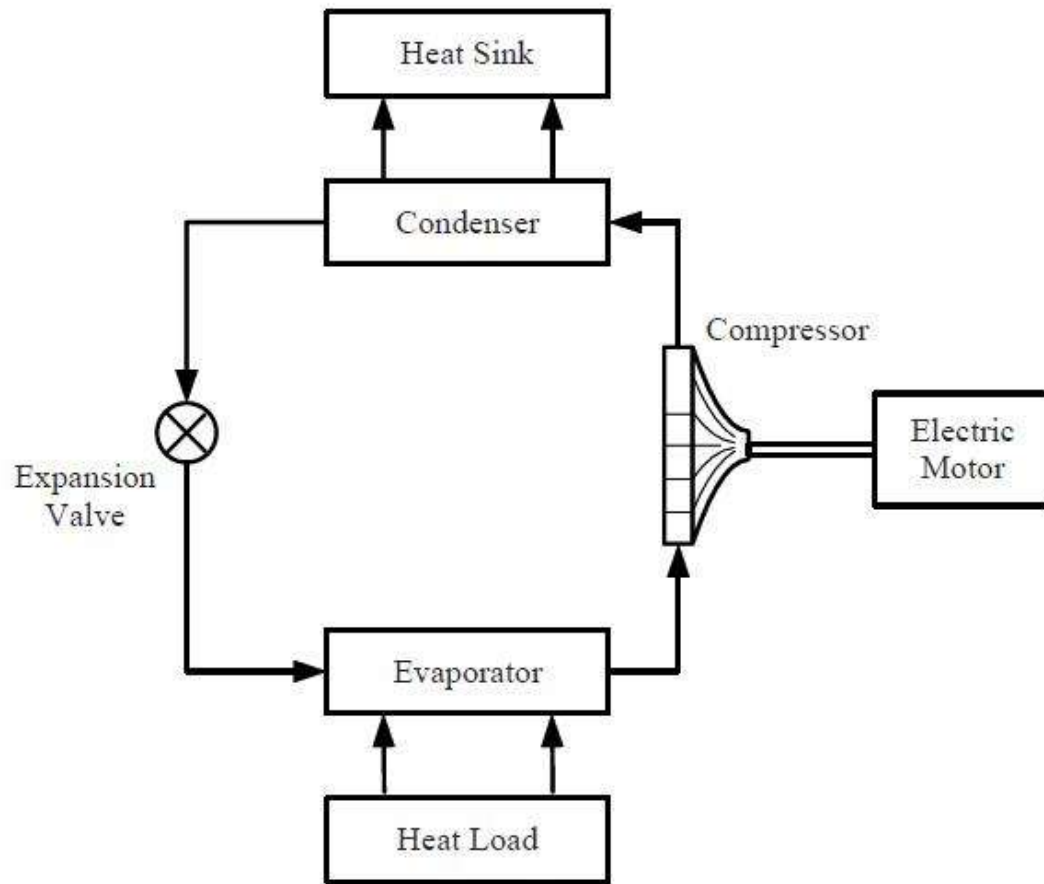 Heat Sink
Condenser
Compressor
Electric
Motor
Expansion
Valve
Evaporator
Heat Load